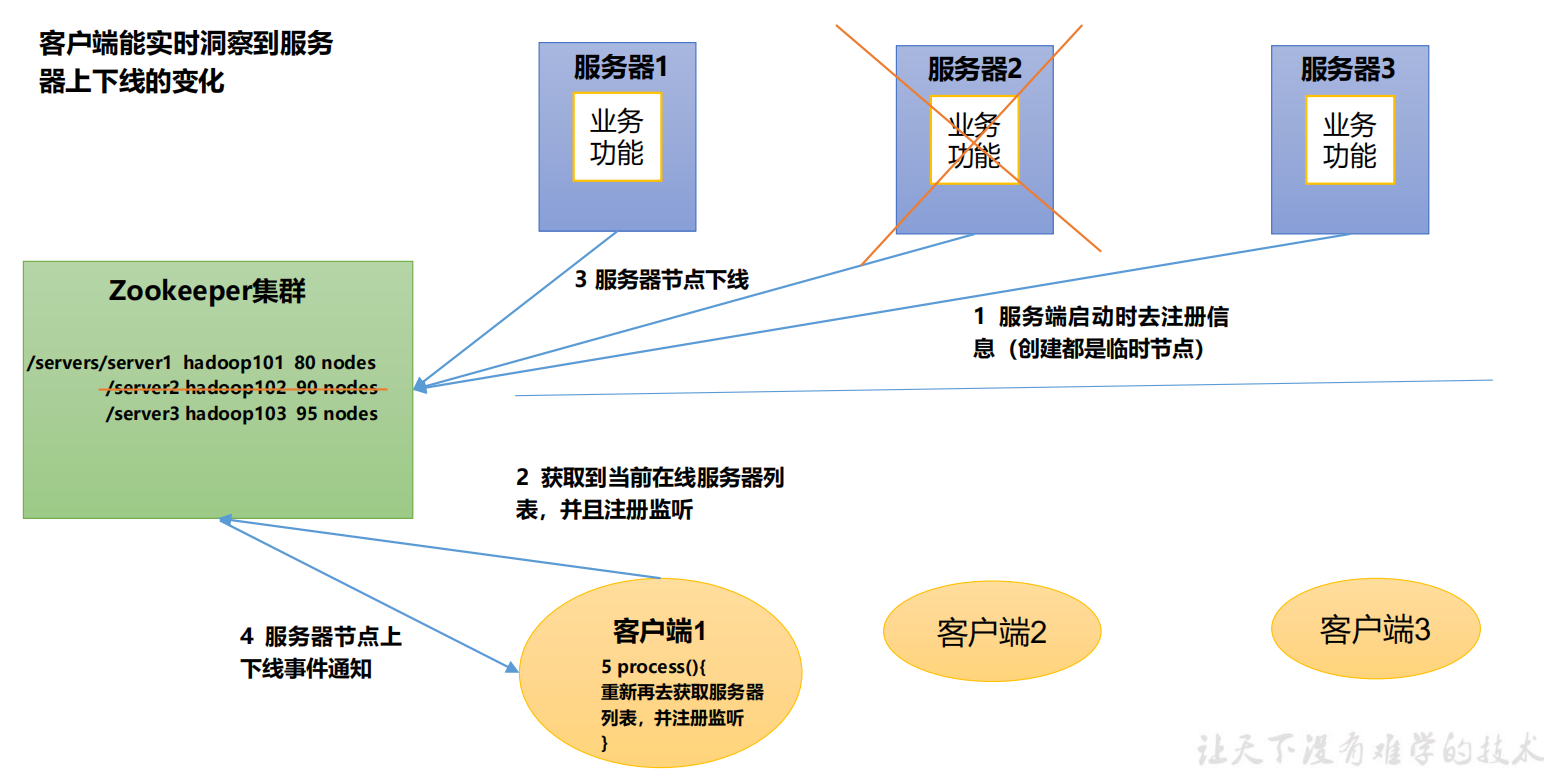 客户端能实时洞察到服务
器上下线的变化
服务器1
业务
功能
服务器2
业务
功能
服务器3
业务
功能
3 服务器节点下线
1 服务端启动时去注册信
息（创建都是临时节点）
Zookeeper集群
/servers/server1 hadoop101 80 nodes
/server2 hadoop102 90 nodes
/server3 hadoop103 95 nodes
2 获取到当前在线服务器列
表，并且注册监听
4 服务器节点上
下线事件通知
客户端1
5 process(){
重新再去获取服务器
列表，并注册监听
}
客户端2
客户端3
让天下没有难学的技术